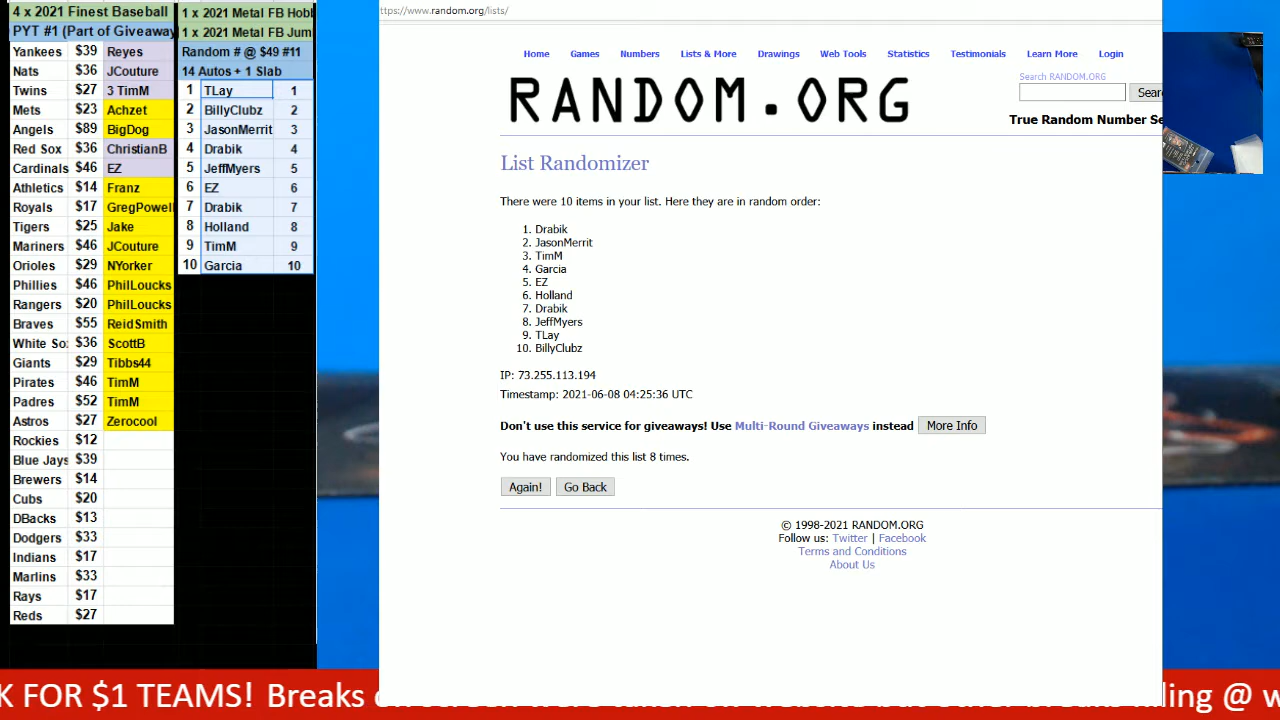 4 x 2021 Finest Baseball
PYT #1 (Part of Giveaway
Yankees $39 Reyes
Nats $36 JCouture
Twins $27 3 TimM
Mets $23 Achzet
Angels $89 BigDog
Red Sox $36 ChristianB
Cardinals $46 EZ
Athletics $14 Franz
Royals $17 GregPowell
Tigers $25 Jake
Mariners $46 JCouture
Orioles $29 NYorker
Phillies $46 PhilLoucks
Rangers $20 PhilLoucks
Braves $55 ReidSmith
White So $36 ScottB
Giants $29 Tibbs44
Pirates $46 TimM
Padres $52 TimM
Astros $27 Zerocool
Rockies $12
Blue Jays $39
Brewers $14
Cubs $20
DBacks $13
Dodgers $33
Indians $17
Marlins $33
Rays $17
Reds $27
1 x 2021 Metal FB Hobb
1 x 2021 Metal FB Jum
Random # @ $49 #11
14 Autos + 1 Slab
1 TLay 1
2 BillyClubz 2
3 JasonMerrit 3
4 Drabik 4
5 JeffMyers 5
6 EZ 6
7 Drabik 7
8 Holland 8
9 TimM 9
10 Garcia 10
ttps://www.random.org/lists/
Home Games Numbers Lists & More Drawings Web Tools Statistics Testimonials Learn More Login
RANDOM.ORG
Search RANDOM.ORG
Sear
True Random Number Se
List Randomizer
There were 10 items in your list. Here they are in random order:
1. Drabik
2. JasonMerrit
3. TimM
4. Garcia
5. EZ
6. Holland
7. Drabik
8. JeffMyers
9. TLay
10. BillyClubz
IP: 73.255.113.194
Timestamp: 2021-06-08 04:25:36 UTC
Don't use this service for giveaways! Use Multi-Round Giveaways instead More Info
You have randomized this list 8 times.
Again! Go Back
© 1998-2021 RANDOM.ORG
Follow us: Twitter | Facebook
Terms and Conditions
About Us
K FOR $1 TEAMS! Breaks ling @ w